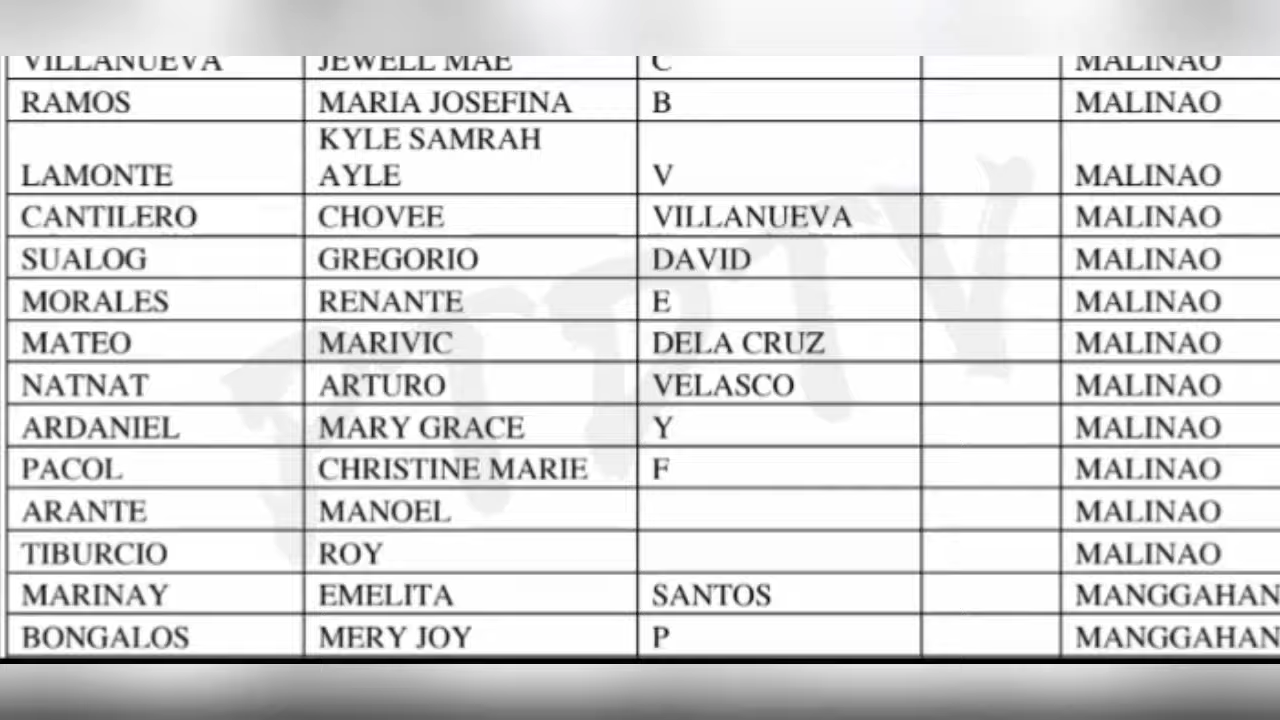 VILLANUEVA JEWELL MAE C MALINAO
RAMOS MARIA JOSEFINA B MALINAO
KYLE SAMRAH
LAMONTE AYLE V MALINAO
CANTILERO CHOVEE VILLANUEVA MALINAO
SUALOG GREGORIO DAVID MALINAO
MORALES RENANTE E MALINAO
MATEO MARIVIC DELA CRUZ MALINAO
NATNAT ARTURO VELASCO MALINAO
ARDANIEL MARY GRACE Y MALINAO
PACOL CHRISTINE MARIE F MALINAO
ARANTE MANOEL MALINAO
TIBURCIO ROY MALINAO
MARINAY EMELITA SANTOS MANGGAHAN
BONGALOS MERY JOY P MANGGAHAN